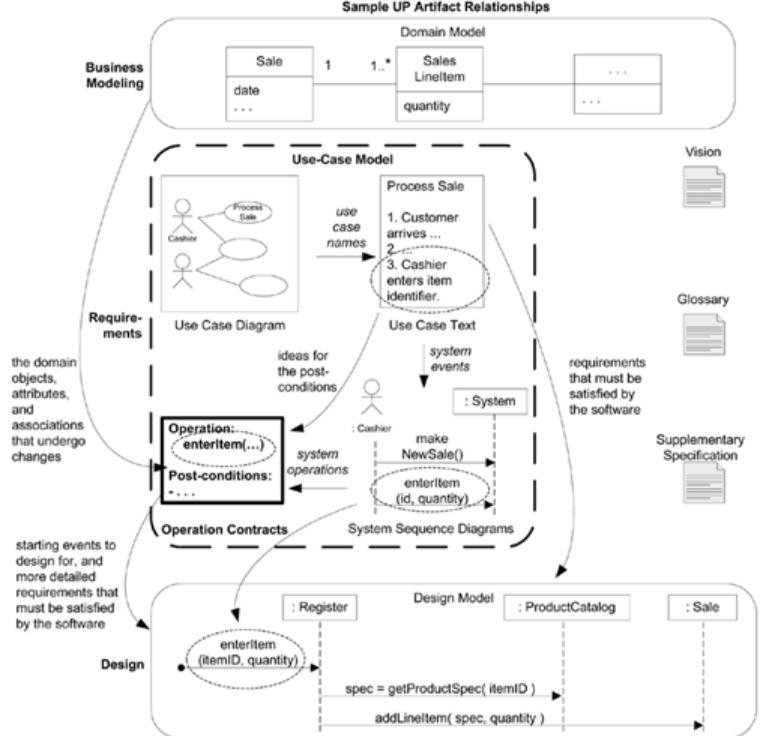 Sample UP Artifact Relationships
Domain Model
Business
Modeling
Sale
date
. . .
1
1..*
Sales
LineItem
quantity
. . .
. . .
Use-Case Model
Process
Sale
Cashier
Use Case Diagram
use
case
names
Process Sale
1. Customer
arrives ...
2. ...
3. Cashier
enters item
identifier.
Use Case Text
Vision
Glossary
Supplementary
Specification
Require-
ments
the domain
objects,
attributes,
and
associations
that undergo
changes
ideas for
the post-
conditions
system
events
requirements
that must be
satisfied by
the software
Operation:
enterItem(…)
Post-conditions:
- . . .
Operation Contracts
system
operations
: Cashier
: System
make
NewSale()
enterItem
(id, quantity)
System Sequence Diagrams
starting events to
design for, and
more detailed
requirements that
must be satisfied
by the software
Design
Design Model
: Register
: ProductCatalog
: Sale
enterItem
(itemID, quantity)
spec = getProductSpec( itemID )
addLineItem( spec, quantity )